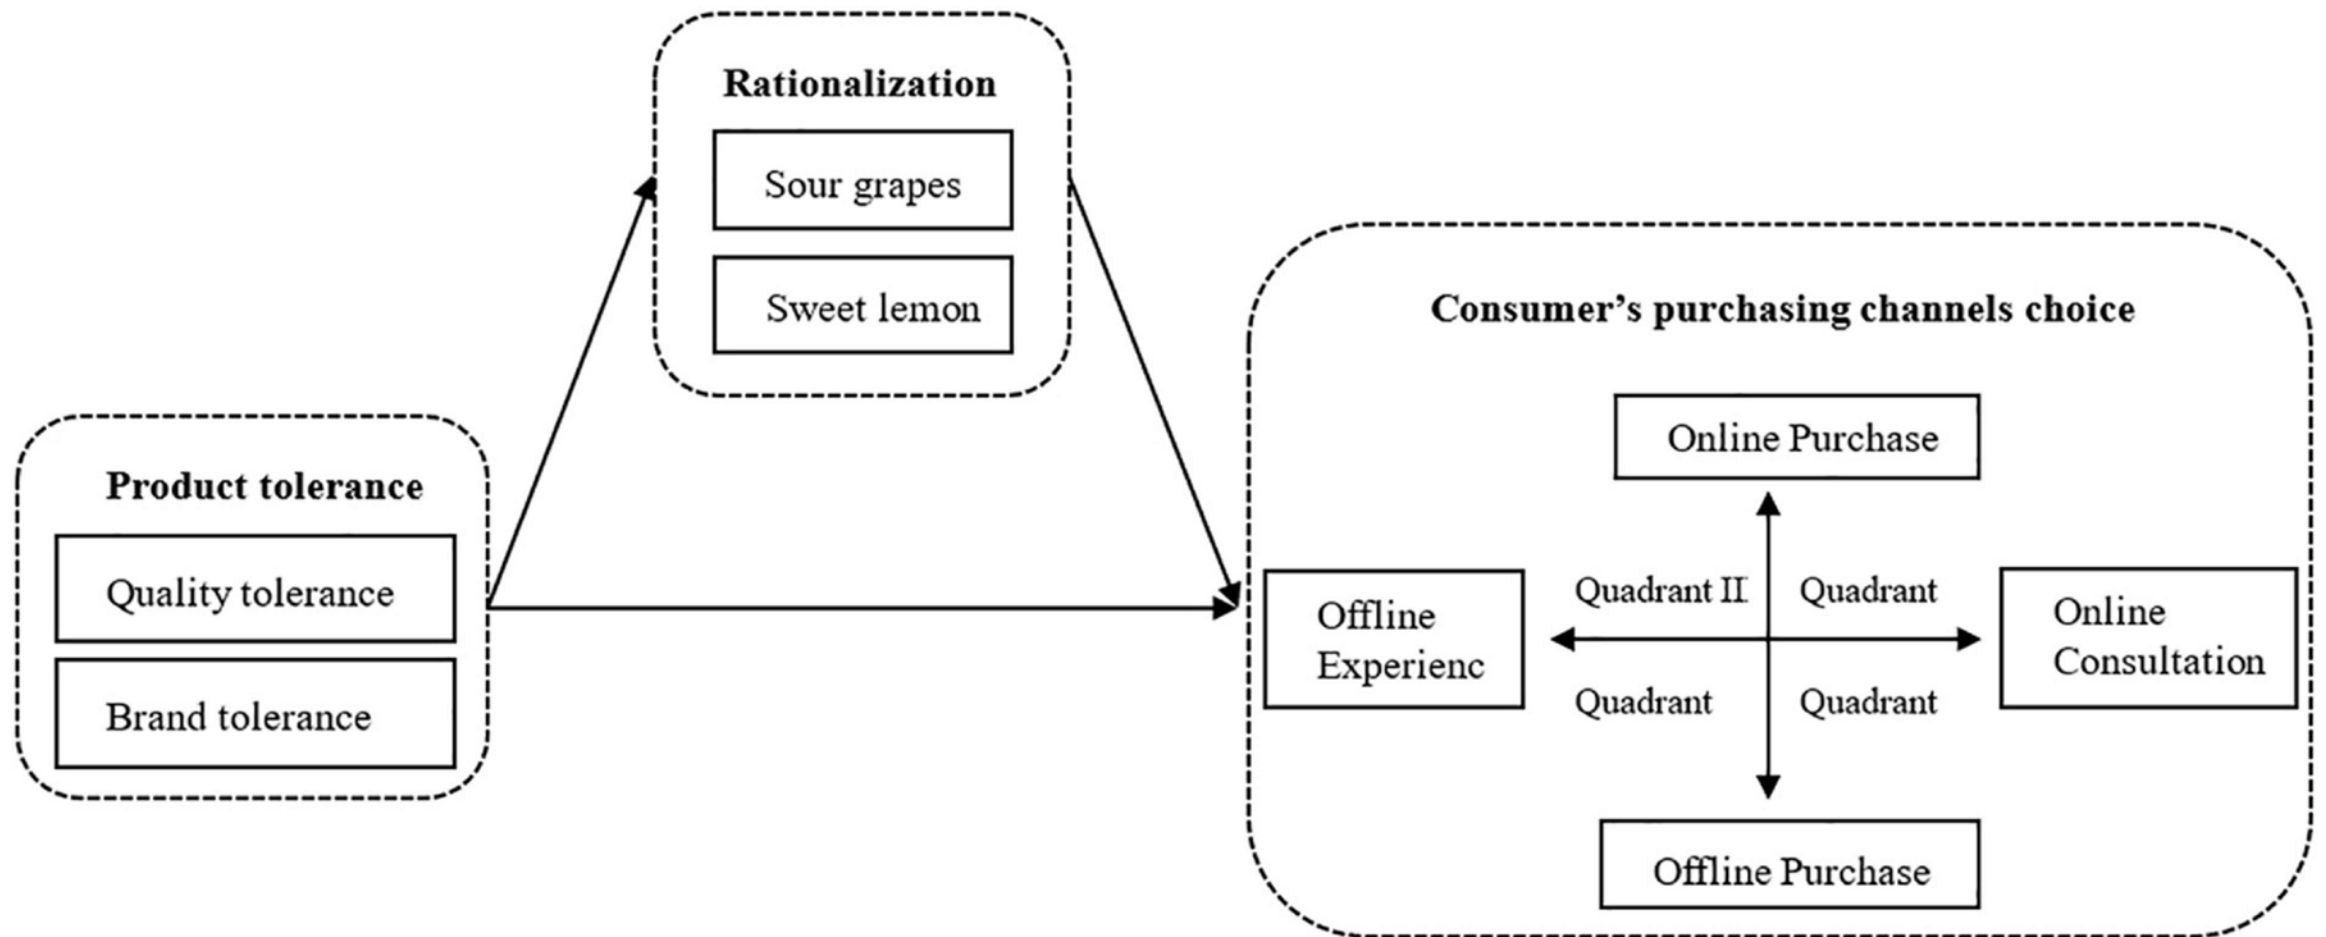 Rationalization
Sour grapes
Sweet lemon
Product tolerance
Quality tolerance
Brand tolerance
Consumer’s purchasing channels choice
Online Purchase
Offline
Experienc
Quadrant II
Quadrant
Quadrant
Quadrant
Online
Consultation
Offline Purchase